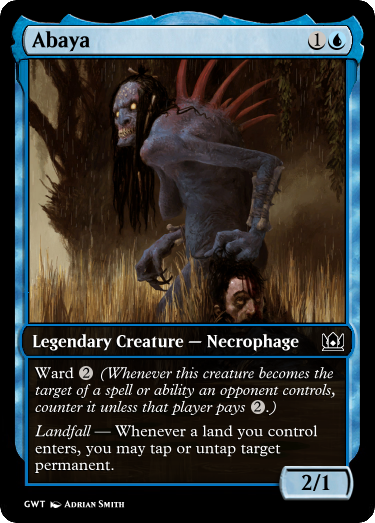 Abaya 1
Legendary Creature — Necrophage
Ward 2 (Whenever this creature becomes the
target of a spell or ability an opponent controls,
counter it unless that player pays 2.)
Landfall — Whenever a land you control
enters, you may tap or untap target
permanent.
2/1
GWT Adrian Smith